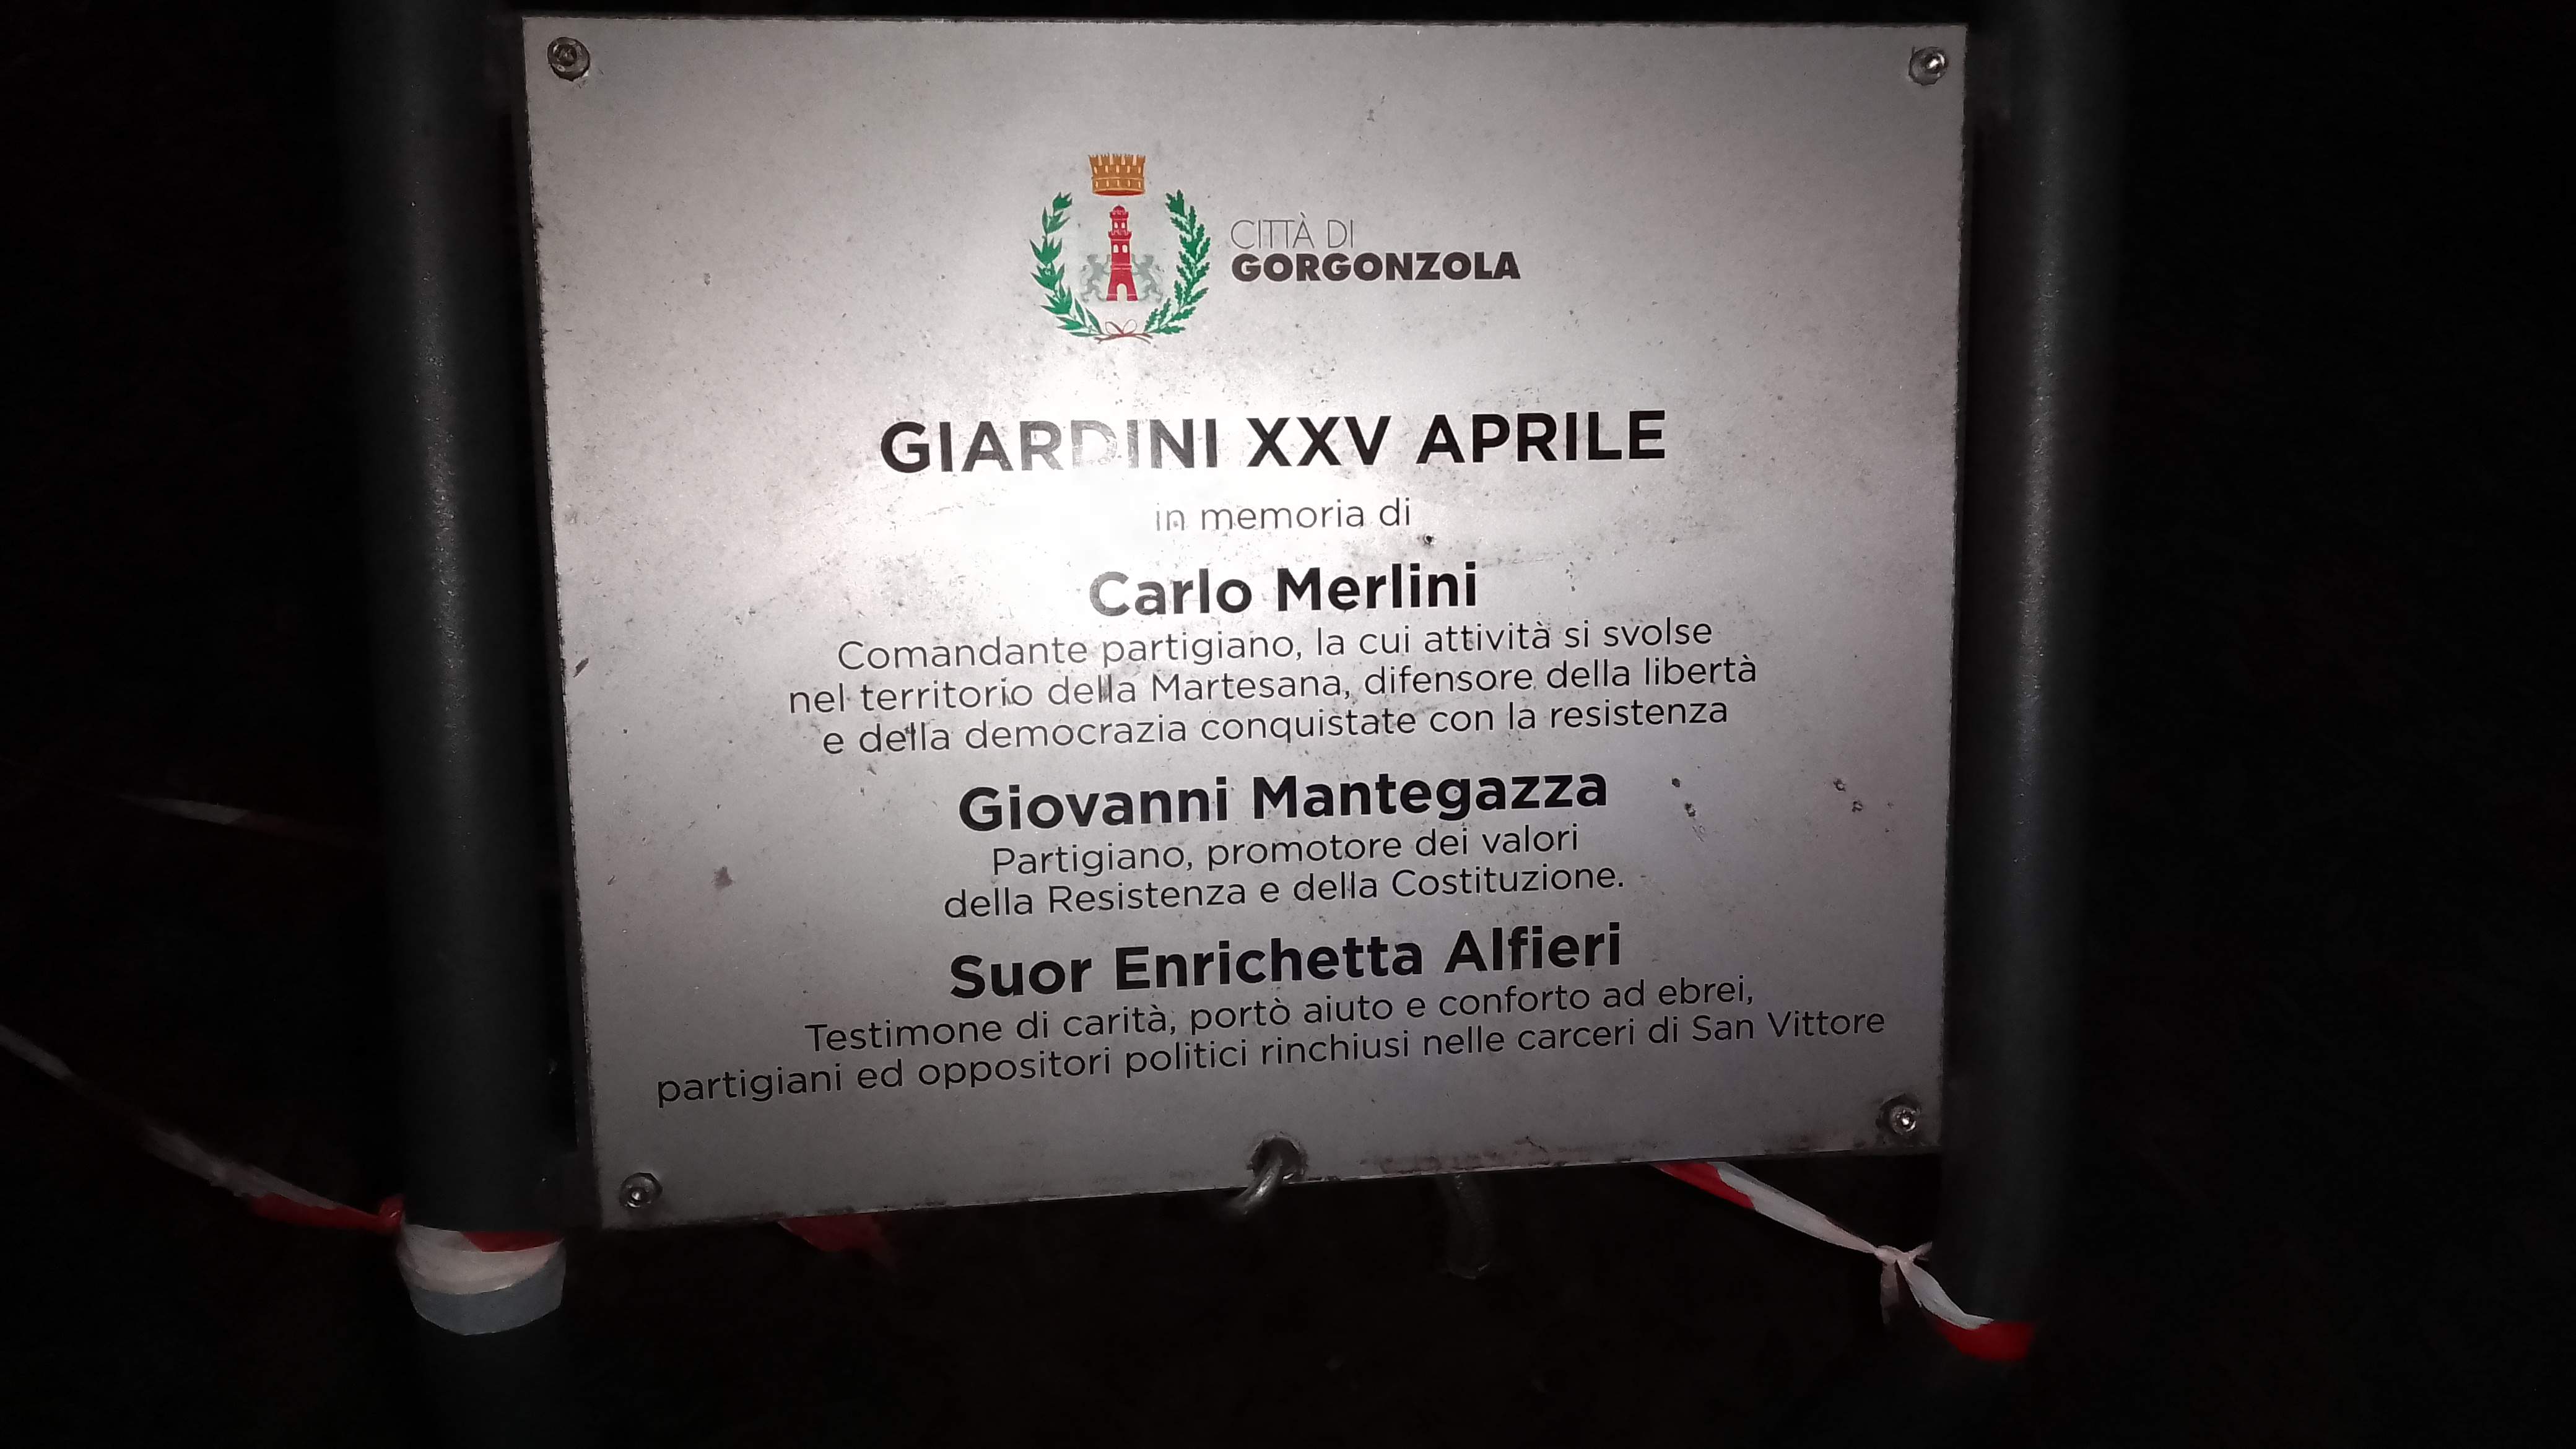 CITTÀ DI
GORGONZOLA
GIARDINI XXV APRILE
in memoria di
Carlo Merlini
Comandante partigiano, la cui attività si svolse
nel territorio della Martesana, difensore della libertà
e della democrazia conquistate con la resistenza
Giovanni Mantegazza
Partigiano, promotore dei valori
della Resistenza e della Costituzione.
Suor Enrichetta Alfieri
Testimone di carità, portò aiuto e conforto ad ebrei,
partigiani ed oppositori politici rinchiusi nelle carceri di San Vittore